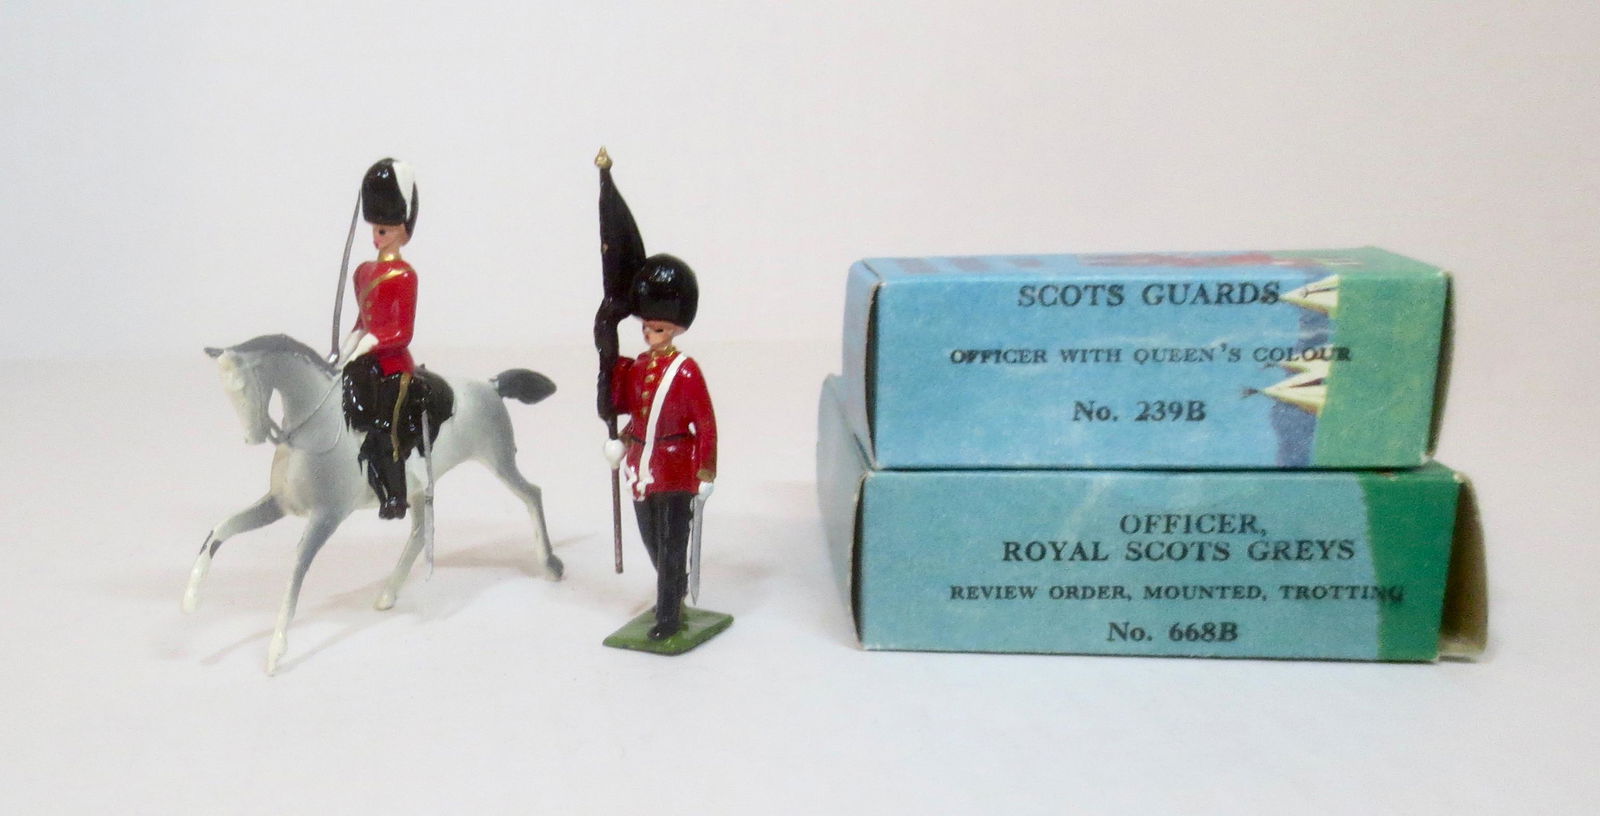 SCOTS GUARDS
OFFICER WITH QUEEN'S COLOUR
No. 239B
OFFICER,
ROYAL SCOTS GREYS
REVIEW ORDER, MOUNTED, TROTTING
No. 668B